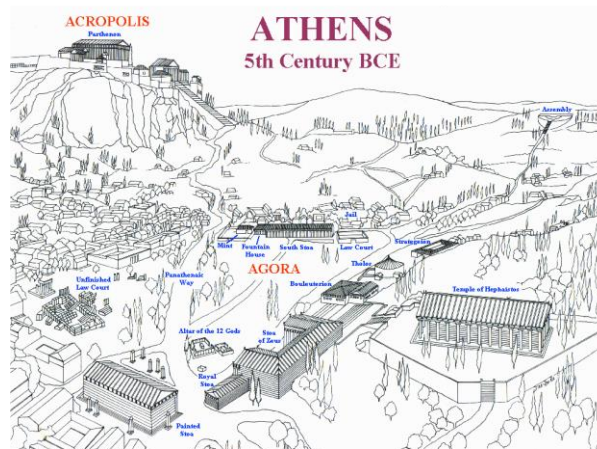 ACROPOLIS
Parthenon
ATHENS
5th Century BCE
Assembly
Jail
Mint
Fountain
House
South Stoa
Law Court
Strategeion
Tholos
AGORA
Bouleuterion
Unfinished
Law Court
Panathenaic
Way
Temple of Hephaistos
Altar of the 12 Gods
Stoa
of Zeus
Royal
Stoa
Painted
Stoa